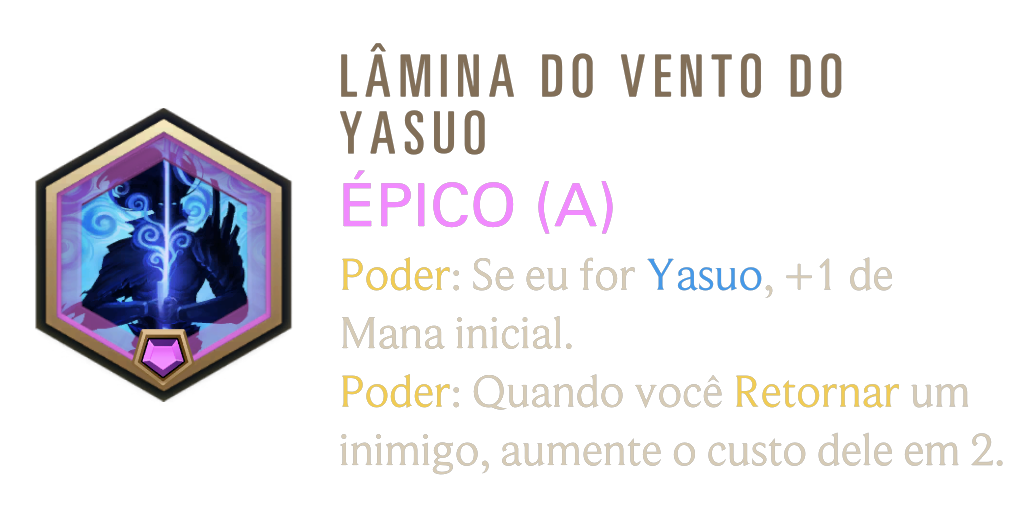 LÂMINA DO VENTO DO
YASUO
ÉPICO (A)
Poder: Se eu for Yasuo, +1 de
Mana inicial.
Poder: Quando você Retornar um
inimigo, aumente o custo dele em 2.